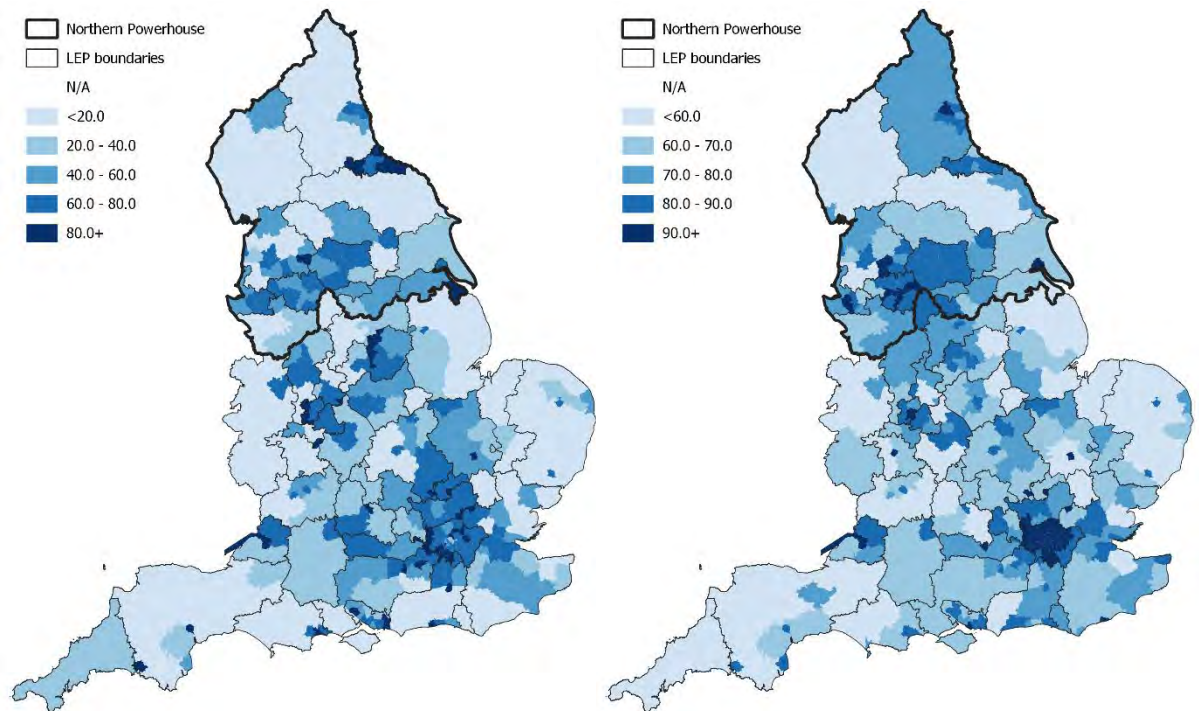 Northern Powerhouse
LEP boundaries
N/A
<20.0
20.0 - 40.0
40.0 - 60.0
60.0 - 80.0
80.0+
Northern Powerhouse
LEP boundaries
N/A
<60.0
60.0 - 70.0
70.0 - 80.0
80.0 - 90.0
90.0+